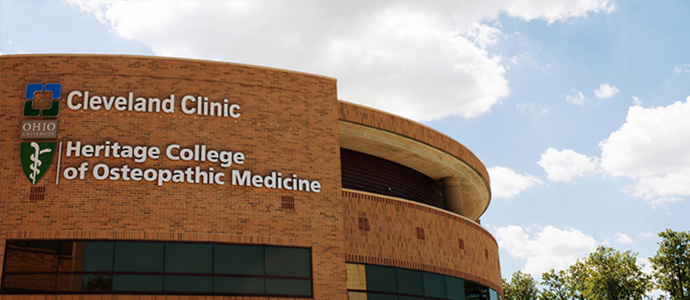 Cleveland Clinic
OHIO
UNIVERSITY
Heritage College
of Osteopathic Medicine